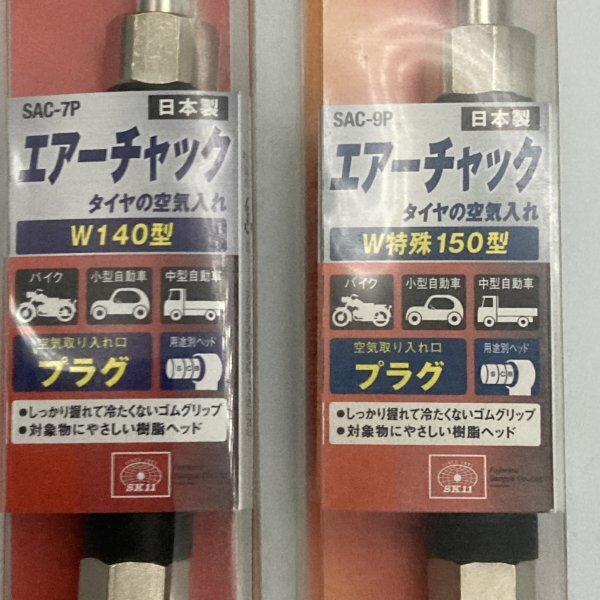 SAC-7P 日本製
エアーチャック
タイヤの空気入れ
W140型
バイク 小型自動車 中型自動車
空気取り入れ口 用途別ヘッド
プラグ
●しっかり握れて冷たくないゴムグリップ
●対象物にやさしい樹脂ヘッド
SK11
SAC-9P 日本製
エアーチャック
タイヤの空気入れ
W特殊150型
バイク 小型自動車 中型自動車
空気取り入れ口 用途別ヘッド
プラグ
●しっかり握れて冷たくないゴムグリップ
●対象物にやさしい樹脂ヘッド
SK11